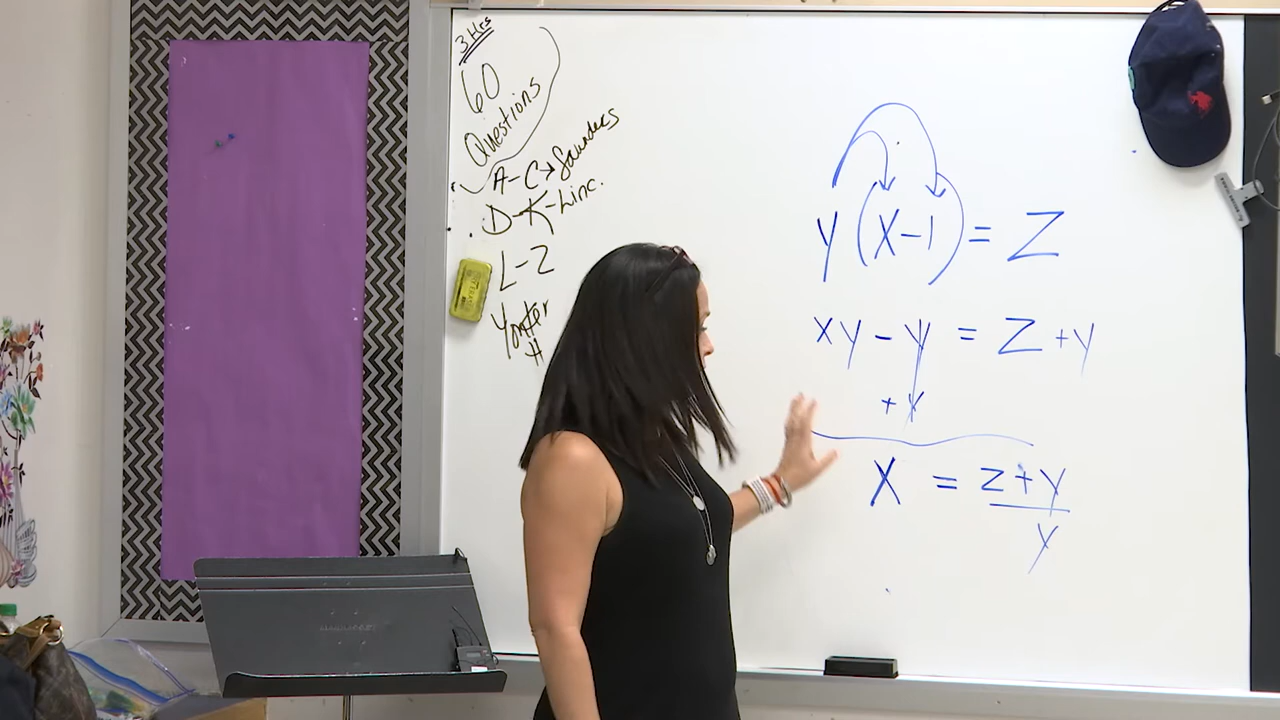 3 Hrs
60
Questions
A-C→Saunders
D-K-Linc.
L-Z
Y(X-1)=Z
XY-Y=Z+Y
+Y
X=Z+Y
Y